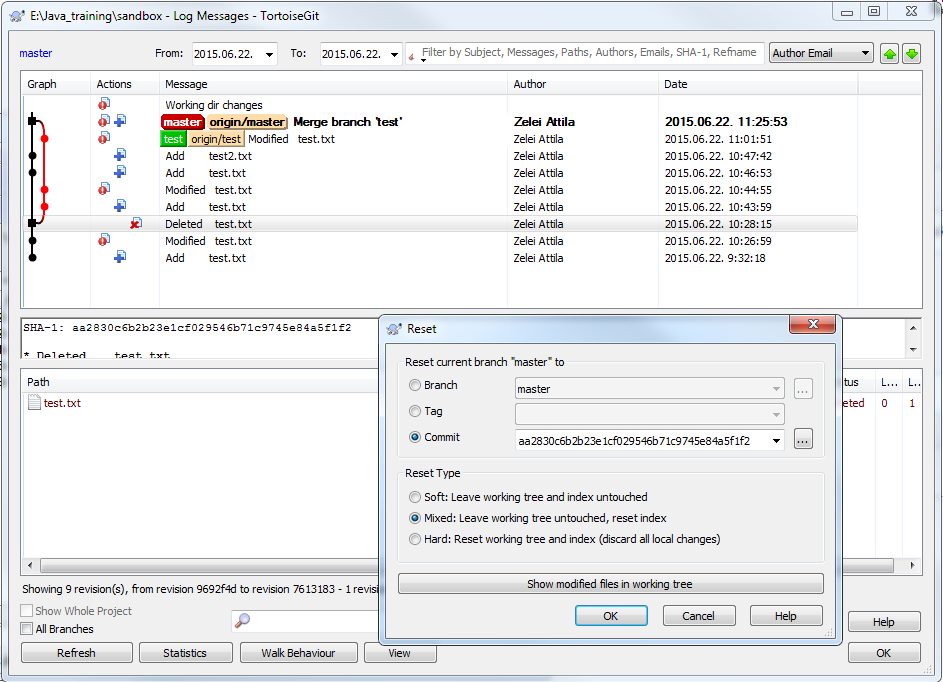 E:\Java_training\sandbox - Log Messages - TortoiseGit
master From: 2015.06.22. To: 2015.06.22. Filter by Subject, Messages, Paths, Authors, Emails, SHA-1, Refname Author Email
Graph Actions Message Author Date
Working dir changes
master origin/master Merge branch 'test' Zelei Attila 2015.06.22. 11:25:53
test origin/test Modified test.txt Zelei Attila 2015.06.22. 11:01:51
Add test2.txt Zelei Attila 2015.06.22. 10:47:42
Add test.txt Zelei Attila 2015.06.22. 10:46:53
Modified test.txt Zelei Attila 2015.06.22. 10:44:55
Add test.txt Zelei Attila 2015.06.22. 10:43:59
Deleted test.txt Zelei Attila 2015.06.22. 10:28:15
Modified test.txt Zelei Attila 2015.06.22. 10:26:59
Add test.txt Zelei Attila 2015.06.22. 9:32:18
SHA-1: aa2830c6b2b23e1cf029546b71c9745e84a5f1f2
* Deleted test.txt
Path tus L... L..
test.txt eted 0 1
Showing 9 revision(s), from revision 9692f4d to revision 7613183 - 1 revisi
Show Whole Project
All Branches
Refresh Statistics Walk Behaviour View
Help
OK
Reset
Reset current branch "master" to
Branch master ...
Tag
Commit aa2830c6b2b23e1cf029546b71c9745e84a5f1f2 ...
Reset Type
Soft: Leave working tree and index untouched
Mixed: Leave working tree untouched, reset index
Hard: Reset working tree and index (discard all local changes)
Show modified files in working tree
OK Cancel Help